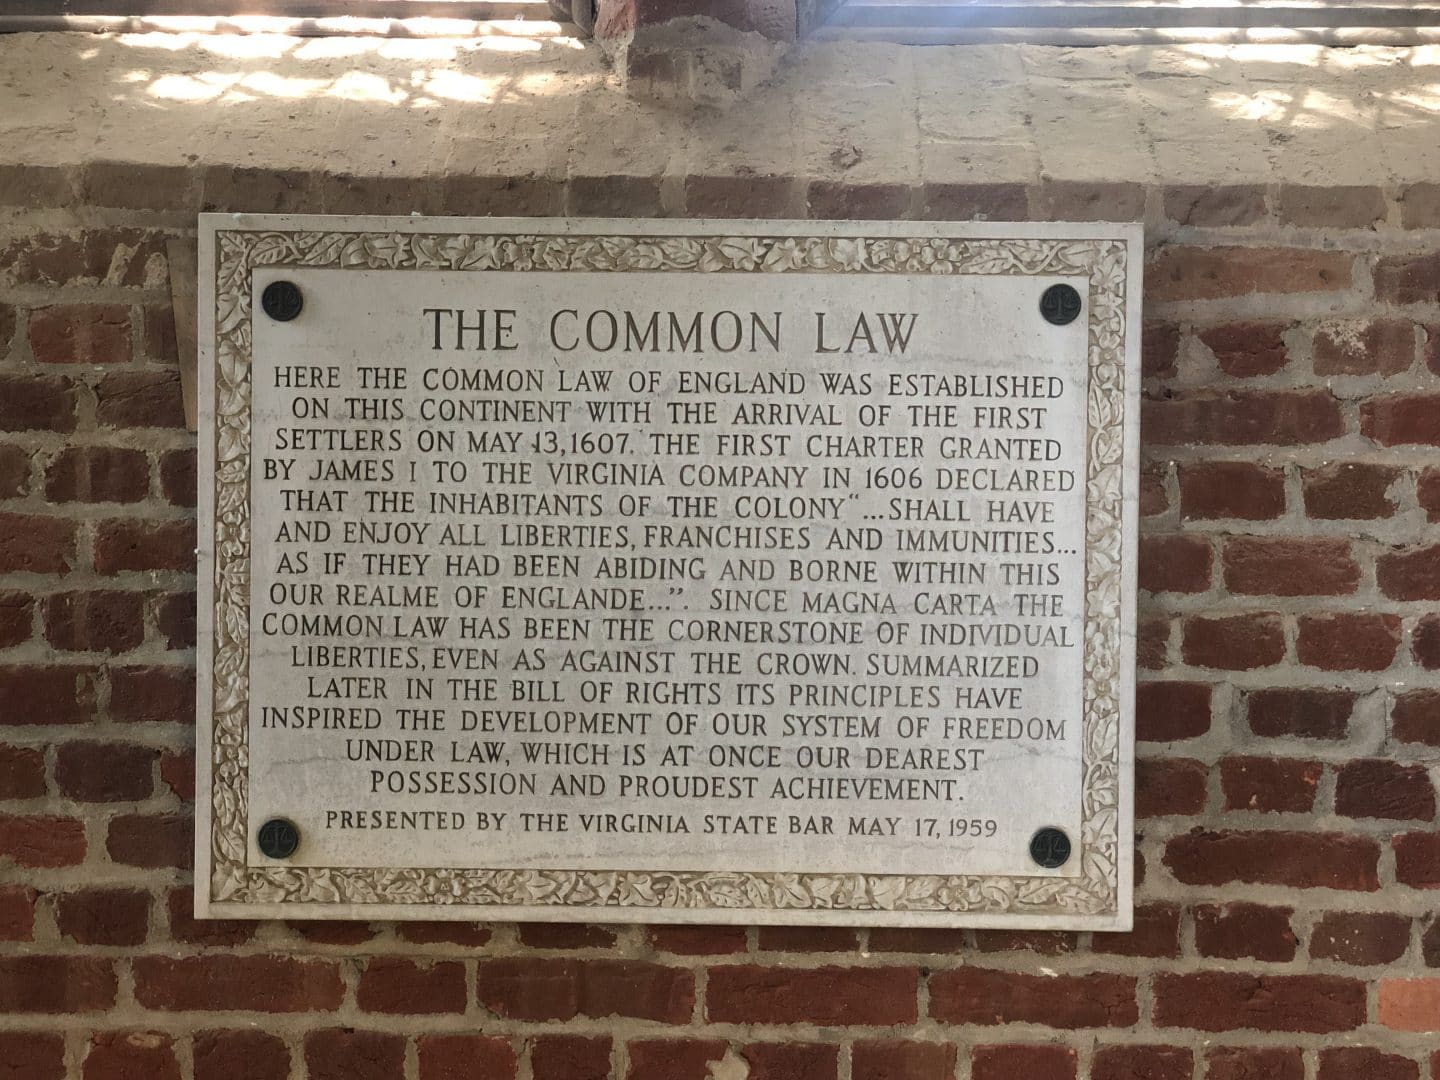 THE COMMON LAW
HERE THE COMMON LAW OF ENGLAND WAS ESTABLISHED
ON THIS CONTINENT WITH THE ARRIVAL OF THE FIRST
SETTLERS ON MAY 13, 1607. THE FIRST CHARTER GRANTED
BY JAMES I TO THE VIRGINIA COMPANY IN 1606 DECLARED
THAT THE INHABITANTS OF THE COLONY “...SHALL HAVE
AND ENJOY ALL LIBERTIES, FRANCHISES AND IMMUNITIES...
AS IF THEY HAD BEEN ABIDING AND BORNE WITHIN THIS
OUR REALME OF ENGLANDE...”. SINCE MAGNA CARTA THE
COMMON LAW HAS BEEN THE CORNERSTONE OF INDIVIDUAL
LIBERTIES, EVEN AS AGAINST THE CROWN. SUMMARIZED
LATER IN THE BILL OF RIGHTS ITS PRINCIPLES HAVE
INSPIRED THE DEVELOPMENT OF OUR SYSTEM OF FREEDOM
UNDER LAW, WHICH IS AT ONCE OUR DEAREST
POSSESSION AND PROUDEST ACHIEVEMENT.
PRESENTED BY THE VIRGINIA STATE BAR MAY 17, 1959